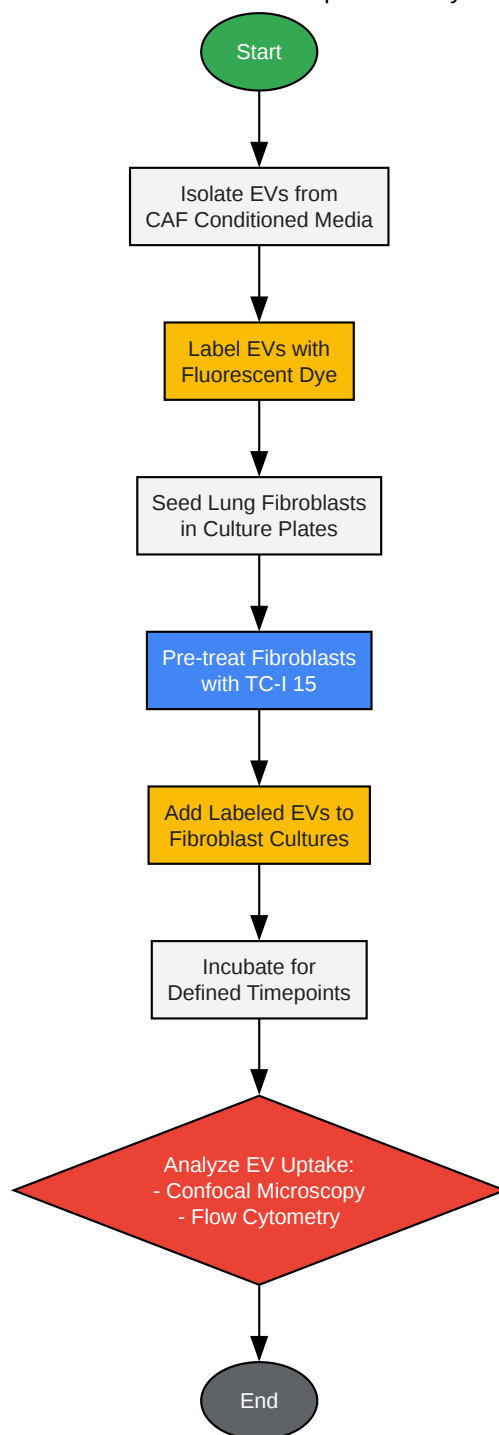 Start
Isolate EVs from
CAF Conditioned Media
Label EVs with
Fluorescent Dye
Seed Lung Fibroblasts
in Culture Plates
Pre-treat Fibroblasts
with TC-I 15
Add Labeled EVs to
Fibroblast Cultures
Incubate for
Defined Timepoints
Analyze EV Uptake:
- Confocal Microscopy
- Flow Cytometry
End